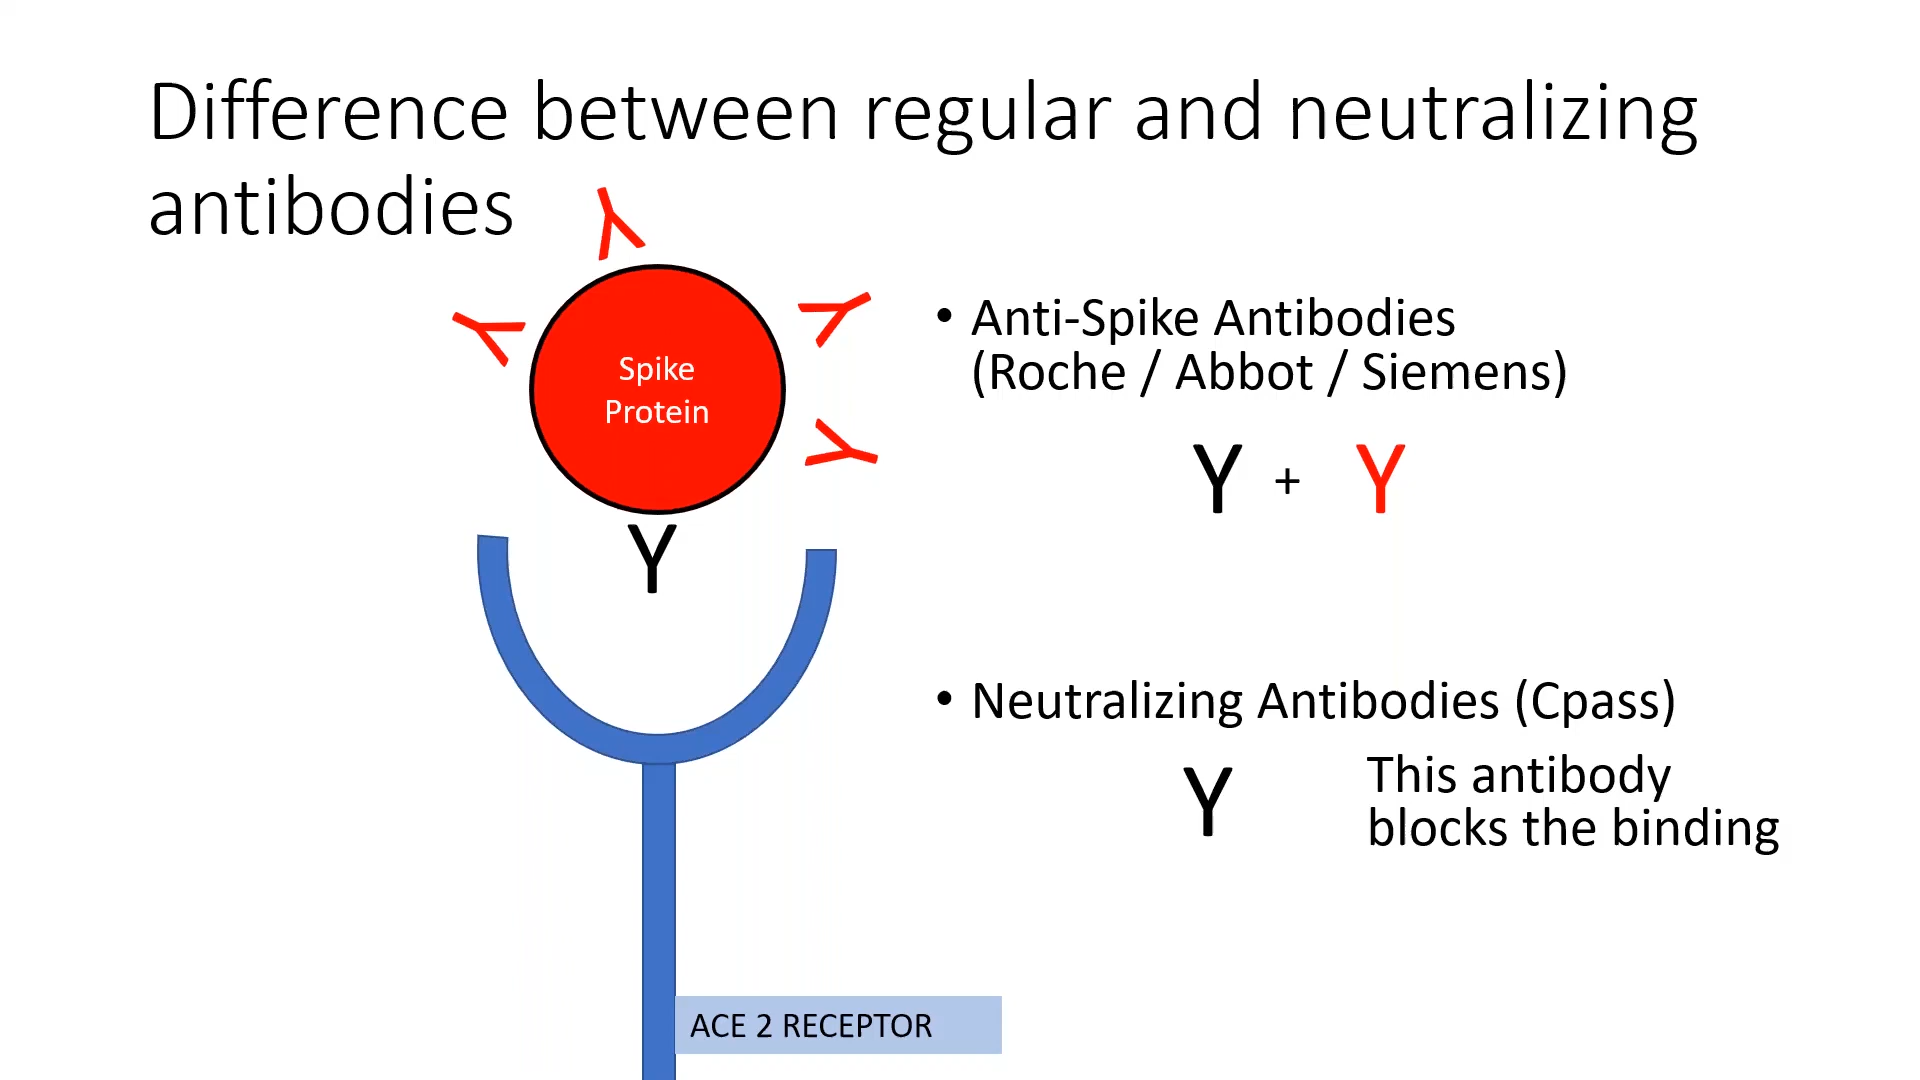 Difference between regular and neutralizing
antibodies
Spike
Protein
• Anti-Spike Antibodies
(Roche / Abbot / Siemens)
Y + Y
Y
• Neutralizing Antibodies (Cpass)
Y
This antibody
blocks the binding
ACE 2 RECEPTOR